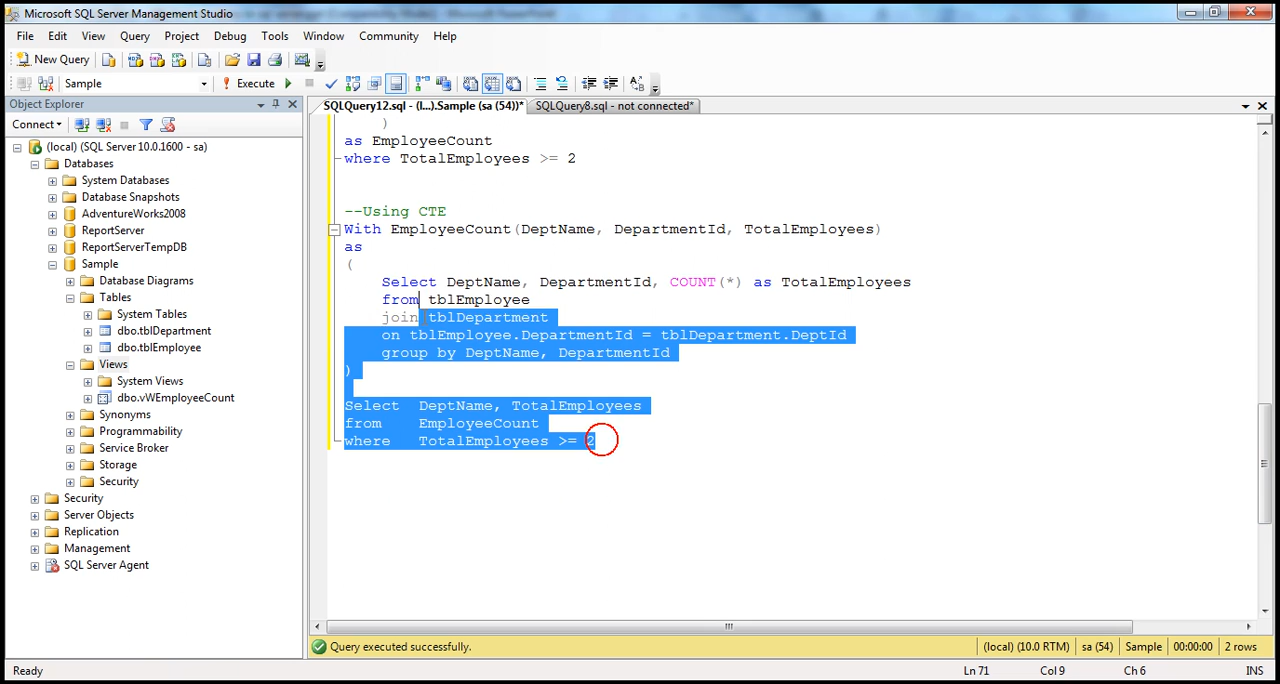 Microsoft SQL Server Management Studio
File Edit View Query Project Debug Tools Window Community Help
New Query
Sample Execute
Object Explorer
SQLQuery12.sql - (l...).Sample (sa (54))* SQLQuery8.sql - not connected*
Connect
(local) (SQL Server 10.0.1600 - sa)
Databases
System Databases
Database Snapshots
AdventureWorks2008
ReportServer
ReportServerTempDB
Sample
Database Diagrams
Tables
System Tables
dbo.tblDepartment
dbo.tblEmployee
Views
System Views
dbo.vWEmployeeCount
Synonyms
Programmability
Service Broker
Storage
Security
Security
Server Objects
Replication
Management
SQL Server Agent
)
as EmployeeCount
where TotalEmployees >= 2
--Using CTE
With EmployeeCount(DeptName, DepartmentId, TotalEmployees)
as
(
Select DeptName, DepartmentId, COUNT(*) as TotalEmployees
from tblEmployee
join tblDepartment
on tblEmployee.DepartmentId = tblDepartment.DeptId
group by DeptName, DepartmentId
)
Select DeptName, TotalEmployees
from EmployeeCount
where TotalEmployees >= 2
Query executed successfully. (local) (10.0 RTM) sa (54) Sample 00:00:00 2 rows
Ready Ln 71 Col 9 Ch 6 INS